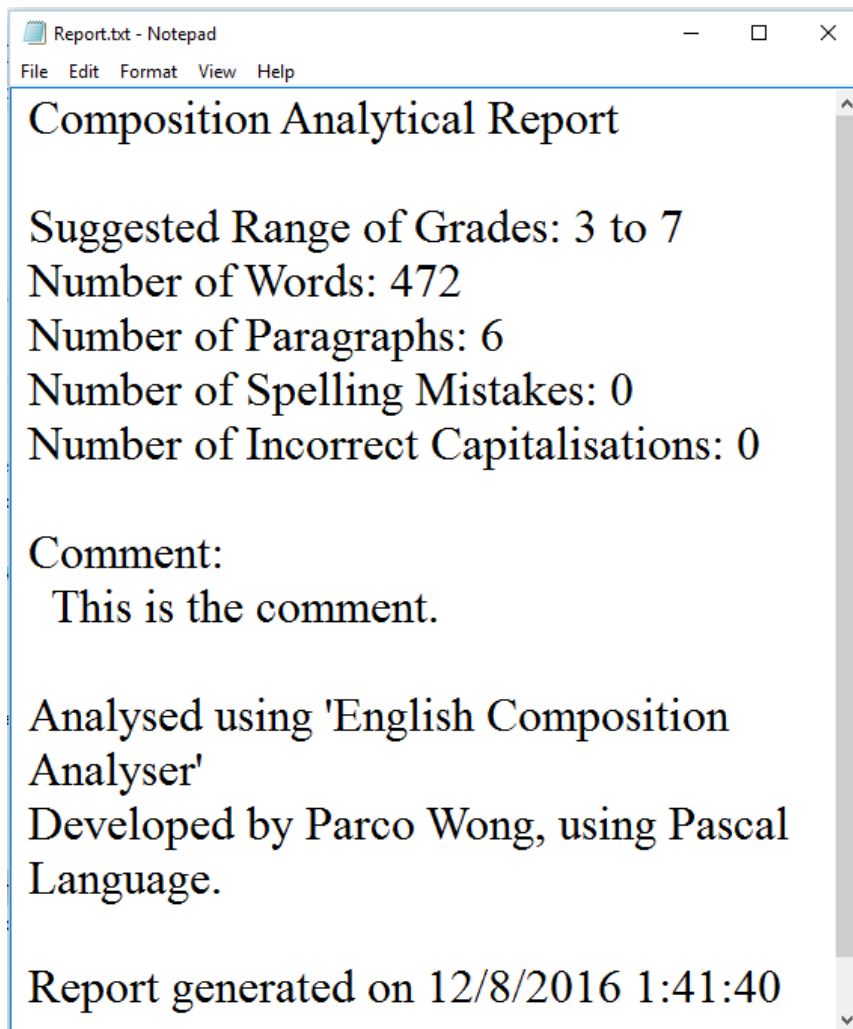 Report.txt - Notepad
File Edit Format View Help
Composition Analytical Report
Suggested Range of Grades: 3 to 7
Number of Words: 472
Number of Paragraphs: 6
Number of Spelling Mistakes: 0
Number of Incorrect Capitalisations: 0
Comment:
This is the comment.
Analysed using 'English Composition
Analyser'
Developed by Parco Wong, using Pascal
Language.
Report generated on 12/8/2016 1:41:40